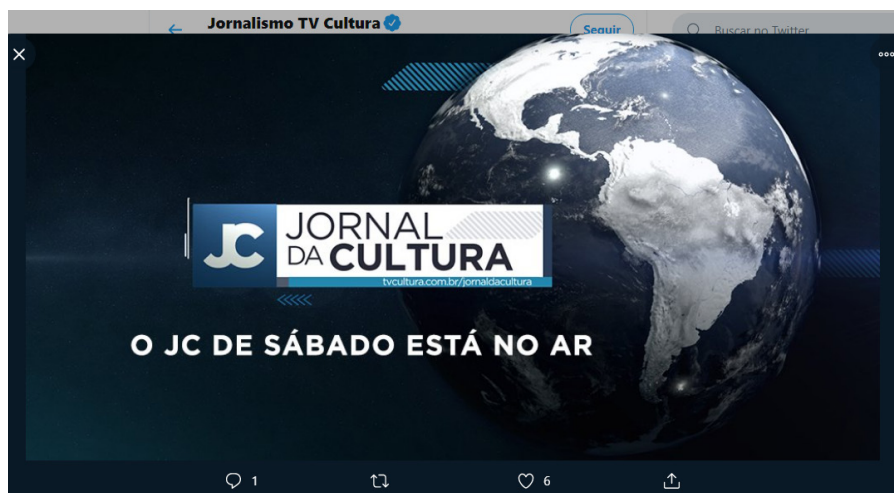 Jornalismo TV Cultura
Seguir
Buscar no Twitter
JC
JORNAL
DA CULTURA
tvcultura.com.br/jornaldacultura
O JC DE SÁBADO ESTÁ NO AR
1
6